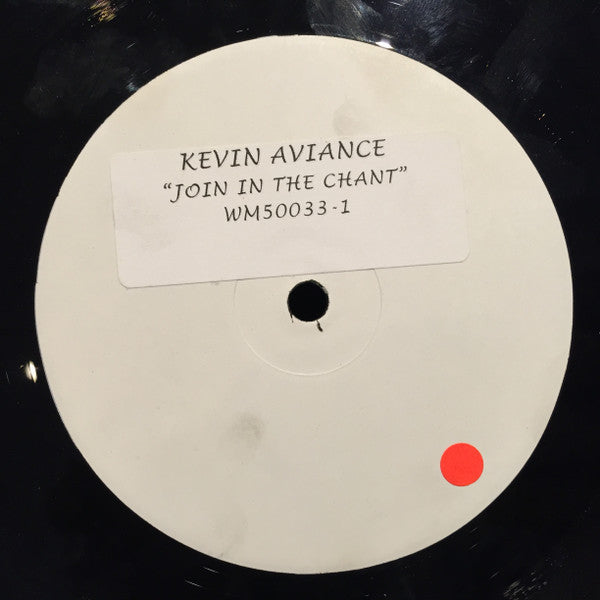 KEVIN AVIANCE
“JOIN IN THE CHANT”
WM50033-1